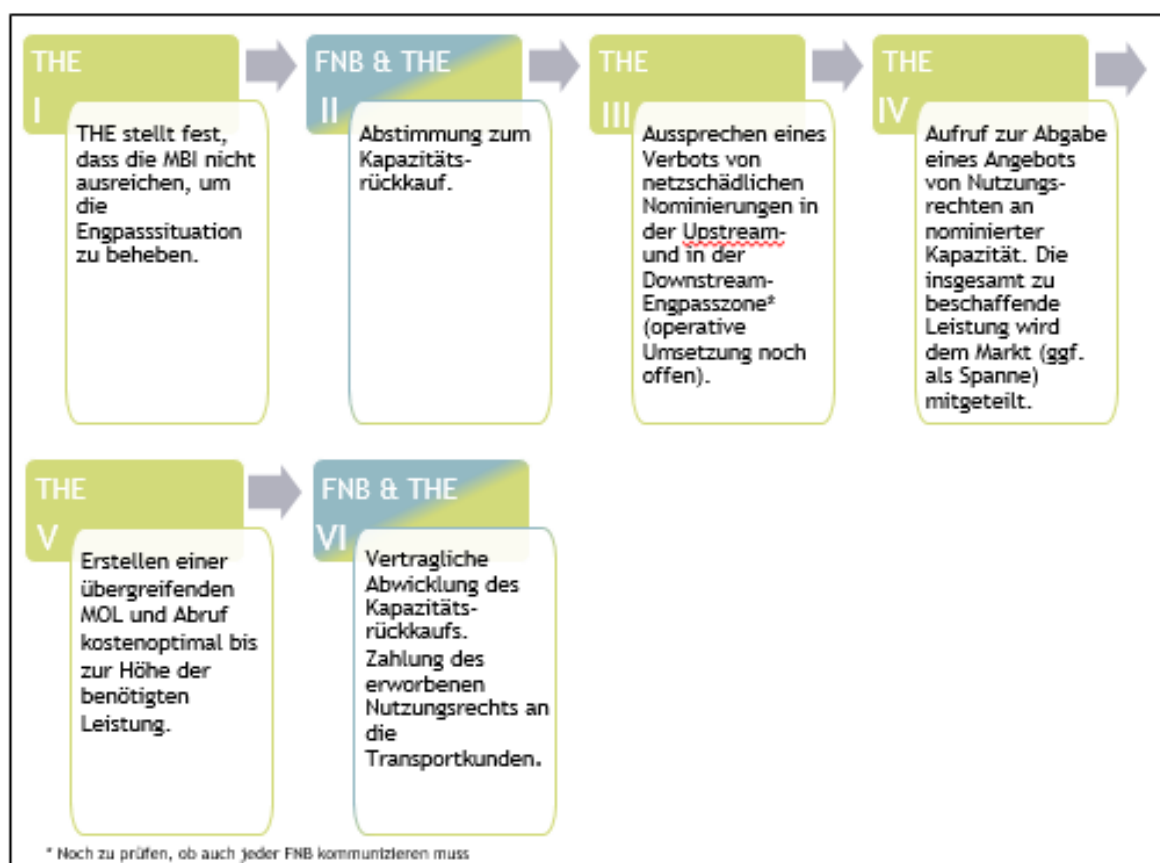 THE
I
THE stellt fest,
dass die MBI nicht
ausreichen, um
die
Engpasssituation
zu beheben.
FNB & THE
II
Abstimmung zum
Kapazitäts-
rückkauf.
THE
III
Aussprechen eines
Verbots von
netzschädlichen
Nominierungen in
der Upstream-
und in der
Downstream-
Engpasszone*
(operative
Umsetzung noch
offen).
THE
IV
Aufruf zur Abgabe
eines Angebots
von Nutzungs-
rechten an
nominierter
Kapazität. Die
insgesamt zu
beschaffende
Leistung wird
dem Markt (ggf.
als Spanne)
mitgeteilt.
THE
V
Erstellen einer
übergreifenden
MOL und Abruf
kostenoptimal bis
zur Höhe der
benötigten
Leistung.
FNB & THE
VI
Vertragliche
Abwicklung des
Kapazitäts-
rückkaufs.
Zahlung des
erworbenen
Nutzungsrechts an
die
Transportkunden.
* Noch zu prüfen, ob auch jeder FNB kommunizieren muss